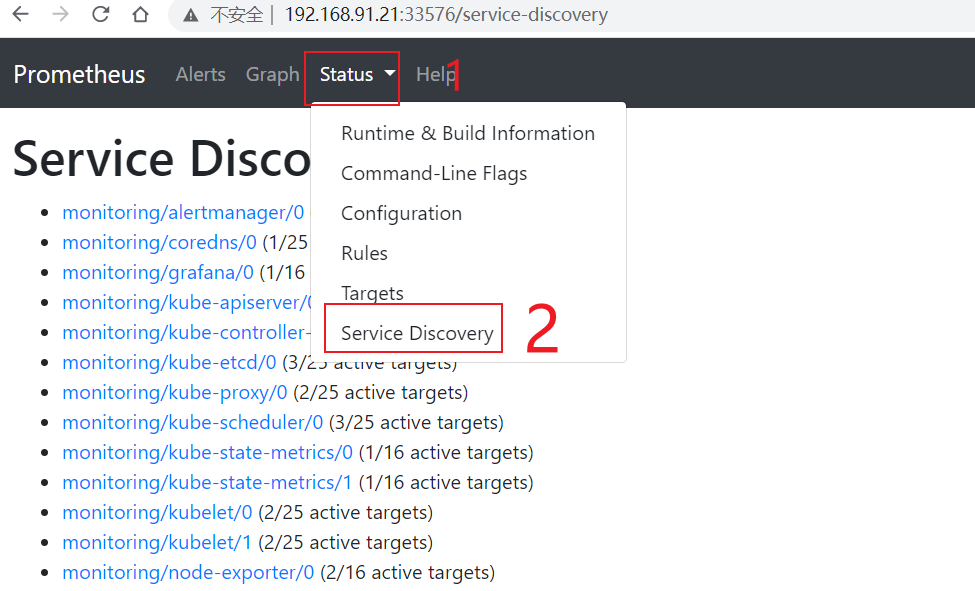 不安全 | 192.168.91.21:33576/service-discovery
Prometheus Alerts Graph Status Help 1
Runtime & Build Information
Service Disco
Command-Line Flags
monitoring/alertmanager/0
Configuration
monitoring/coredns/0 (1/25
Rules
monitoring/grafana/0 (1/16
Targets
monitoring/kube-apiserver/0
Service Discovery 2
monitoring/kube-controller-
monitoring/kube-etcd/0 (3/25 active targets)
monitoring/kube-proxy/0 (2/25 active targets)
monitoring/kube-scheduler/0 (3/25 active targets)
monitoring/kube-state-metrics/0 (1/16 active targets)
monitoring/kube-state-metrics/1 (1/16 active targets)
monitoring/kubelet/0 (2/25 active targets)
monitoring/kubelet/1 (2/25 active targets)
monitoring/node-exporter/0 (2/16 active targets)